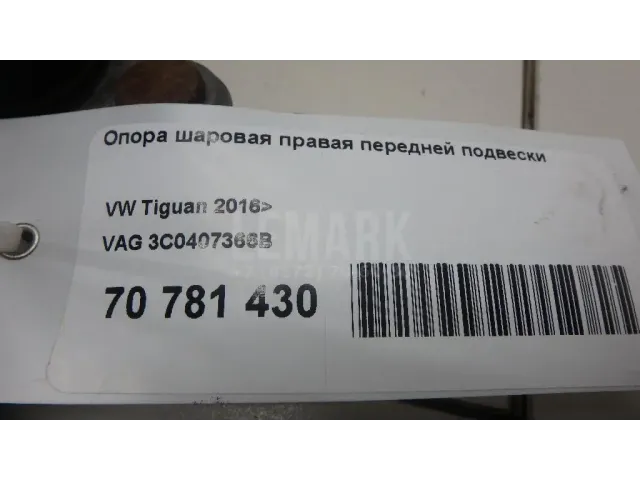 Опора шаровая правая передней подвески
VW Tiguan 2016>
VAG 3C0407366B
70 781 430